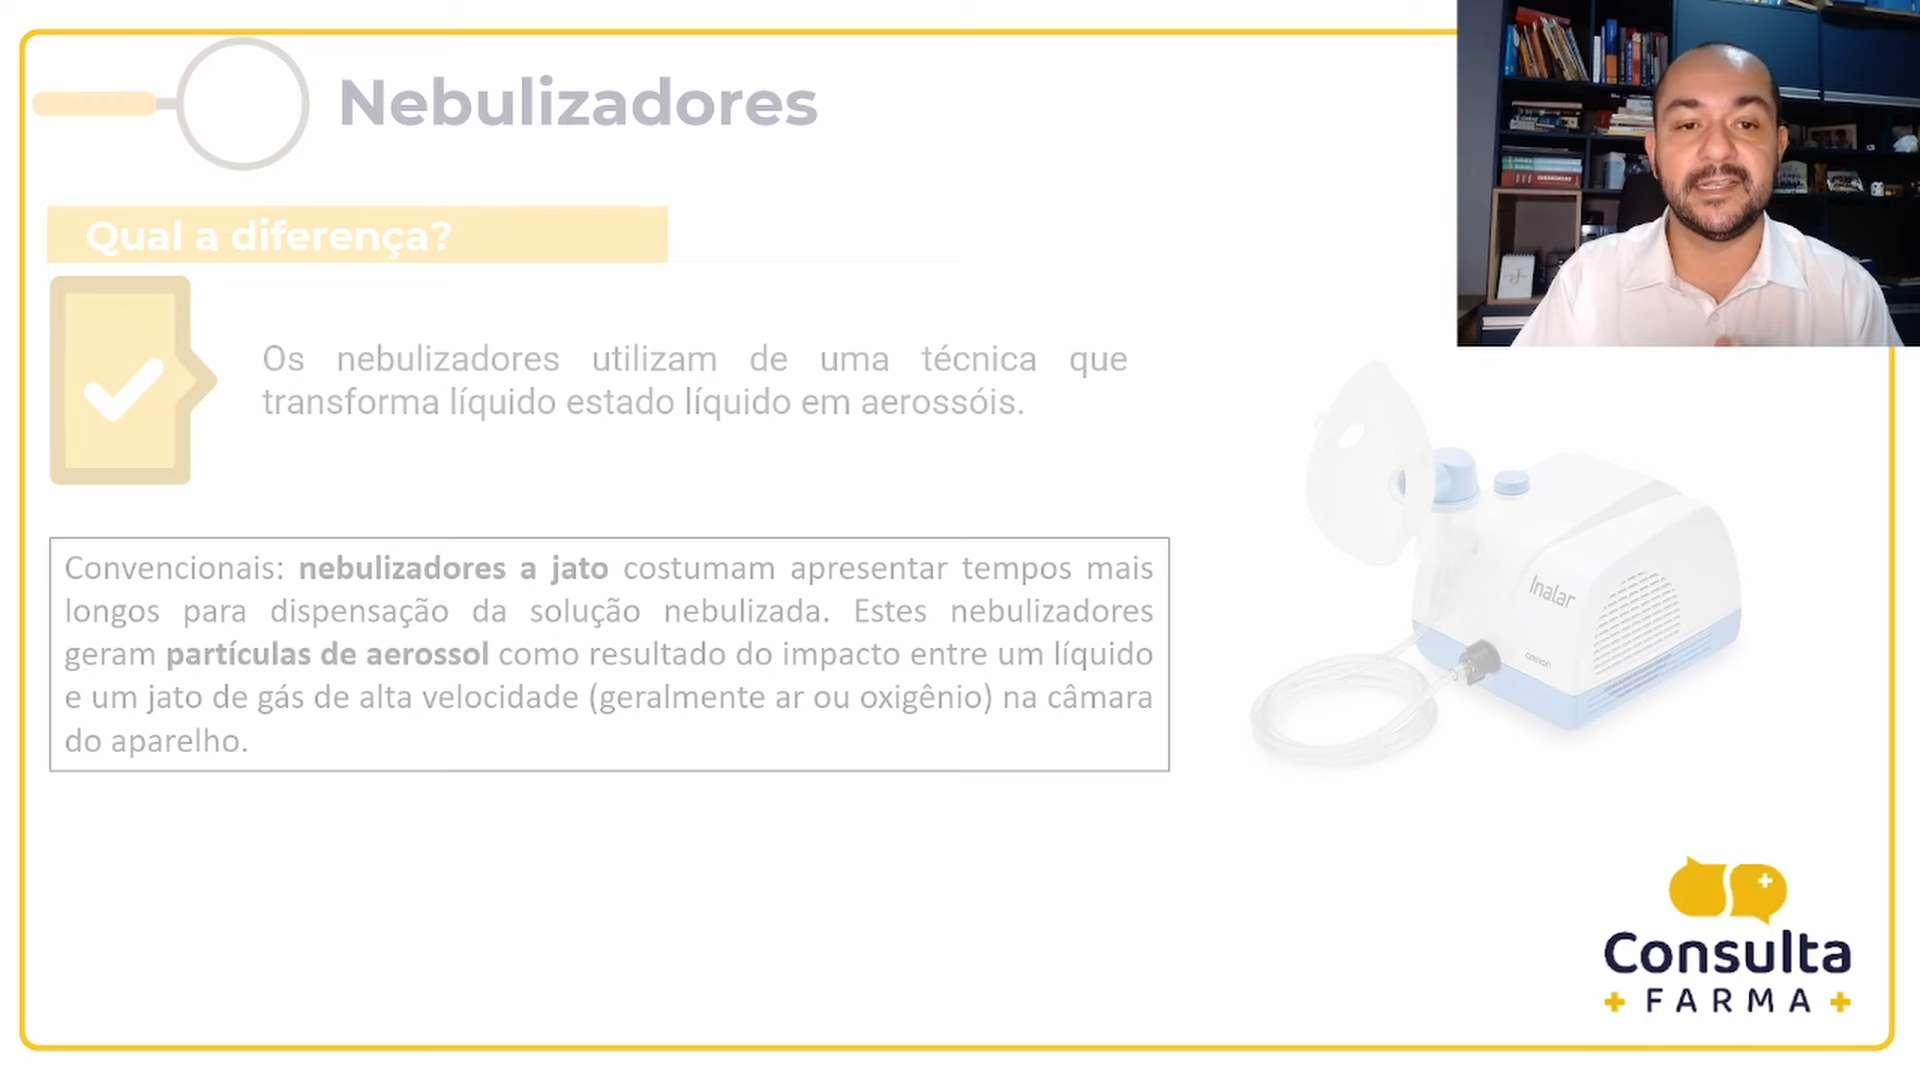 Nebulizadores
Qual a diferença?
Os nebulizadores utilizam de uma técnica que
transforma líquido estado líquido em aerossóis.
Convencionais: nebulizadores a jato costumam apresentar tempos mais
longos para dispensação da solução nebulizada. Estes nebulizadores
geram partículas de aerossol como resultado do impacto entre um líquido
e um jato de gás de alta velocidade (geralmente ar ou oxigênio) na câmara
do aparelho.
Inalar
OMRON
Consulta
+ FARMA +